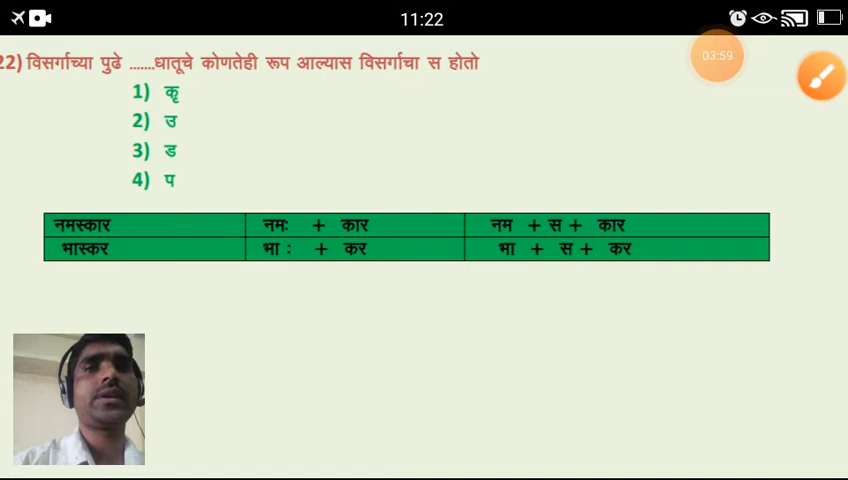 11:22
03:59
22) विसर्गाच्या पुढे .......धातूचे कोणतेही रूप आल्यास विसर्गाचा स होतो
1) कृ
2) उ
3) ड
4) प
नमस्कार नमः + कार नम + स + कार
भास्कर भा : + कर भा + स + कर